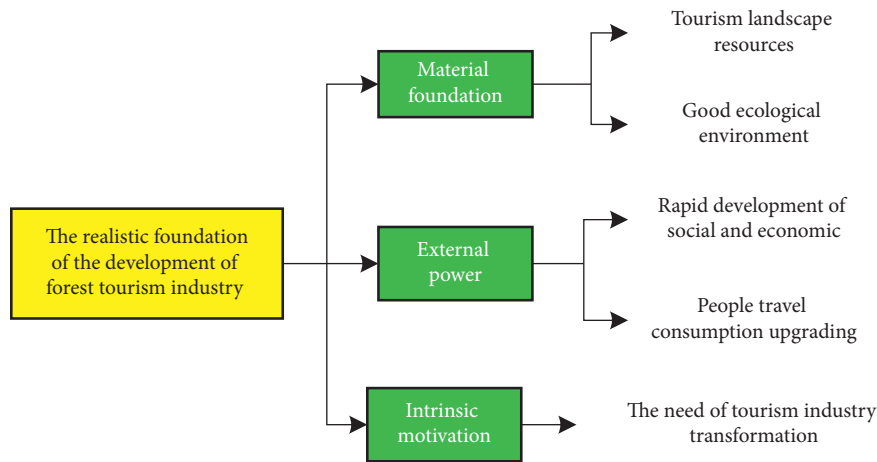 The realistic foundation
of the development of
forest tourism industry
Material
foundation
Tourism landscape
resources
Good ecological
environment
External
power
Rapid development of
social and economic
People travel
consumption upgrading
Intrinsic
motivation
The need of tourism industry
transformation